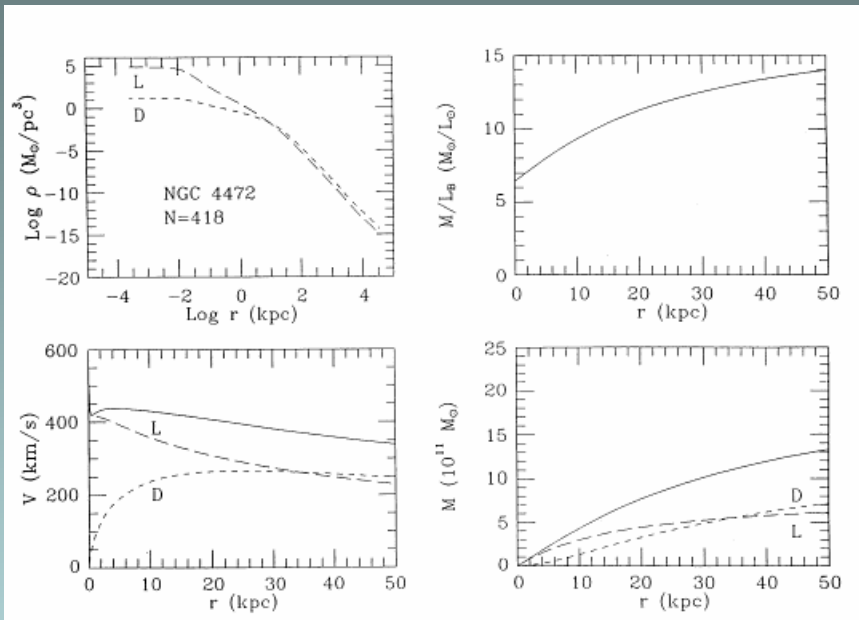 5
0
−5
−10
−15
−20
Log ρ (M⊙/pc³)
L
D
NGC 4472
N=418
−4
−2
0
2
4
Log r (kpc)
15
10
5
0
M/L_B (M⊙/L⊙)
0
10
20
30
40
50
r (kpc)
600
400
200
0
V (km/s)
L
D
0
10
20
30
40
50
r (kpc)
25
20
15
10
5
0
M (10¹¹ M⊙)
D
L
0
10
20
30
40
50
r (kpc)